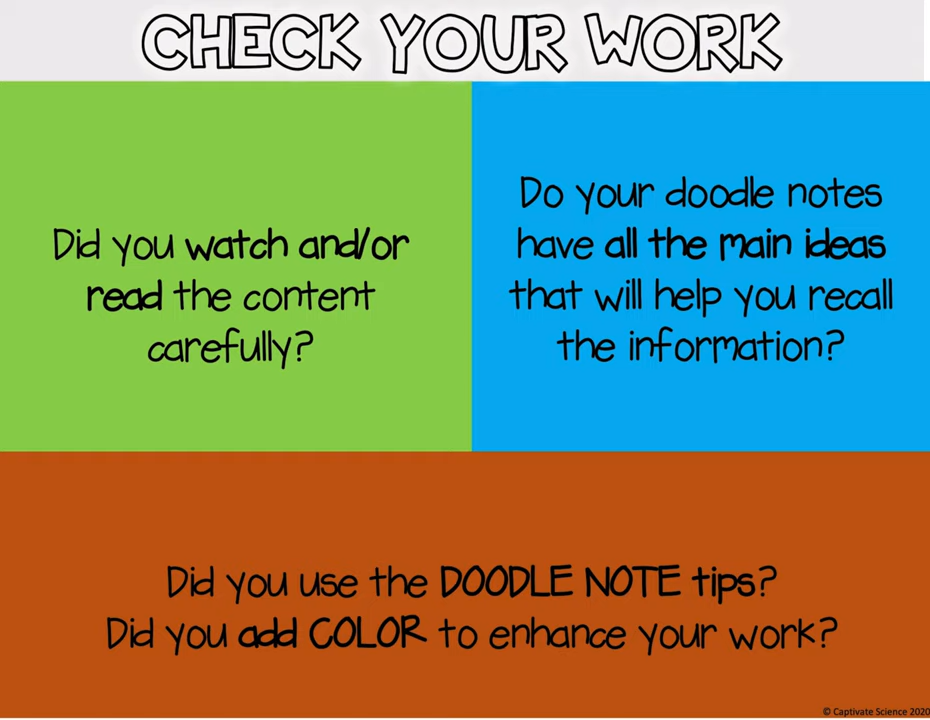 CHECK YOUR WORK
Did you watch and/or
read the content
carefully?
Do your doodle notes
have all the main ideas
that will help you recall
the information?
Did you use the DOODLE NOTE tips?
Did you add COLOR to enhance your work?
© Captivate Science 2020